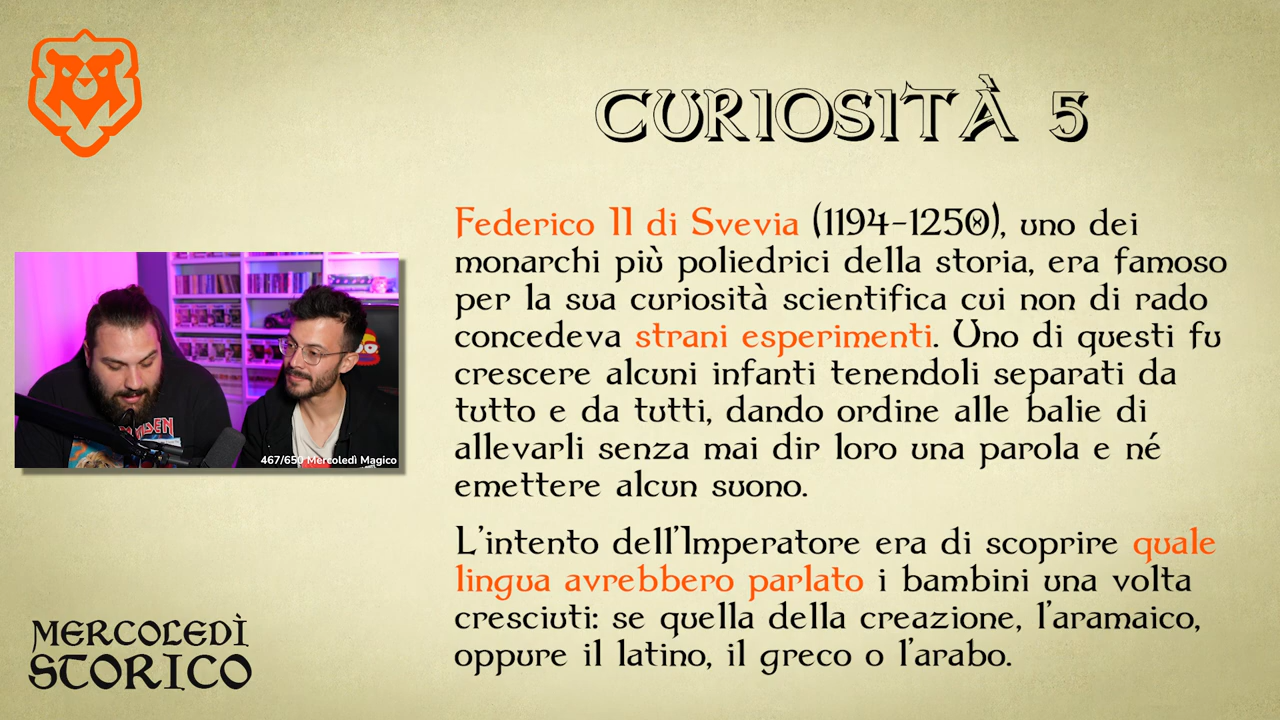 CURIOSITÀ 5
Federico II di Svevia (1194-1250), uno dei
monarchi più poliedrici della storia, era famoso
per la sua curiosità scientifica cui non di rado
concedeva strani esperimenti. Uno di questi fu
crescere alcuni infanti tenendoli separati da
tutto e da tutti, dando ordine alle balie di
allevarli senza mai dir loro una parola e né
emettere alcun suono.
L'intento dell'Imperatore era di scoprire quale
lingua avrebbero parlato i bambini una volta
cresciuti: se quella della creazione, l'aramaico,
oppure il latino, il greco o l'arabo.
467/650 Mercoledì Magico
MERCOLEDÌ
STORICO